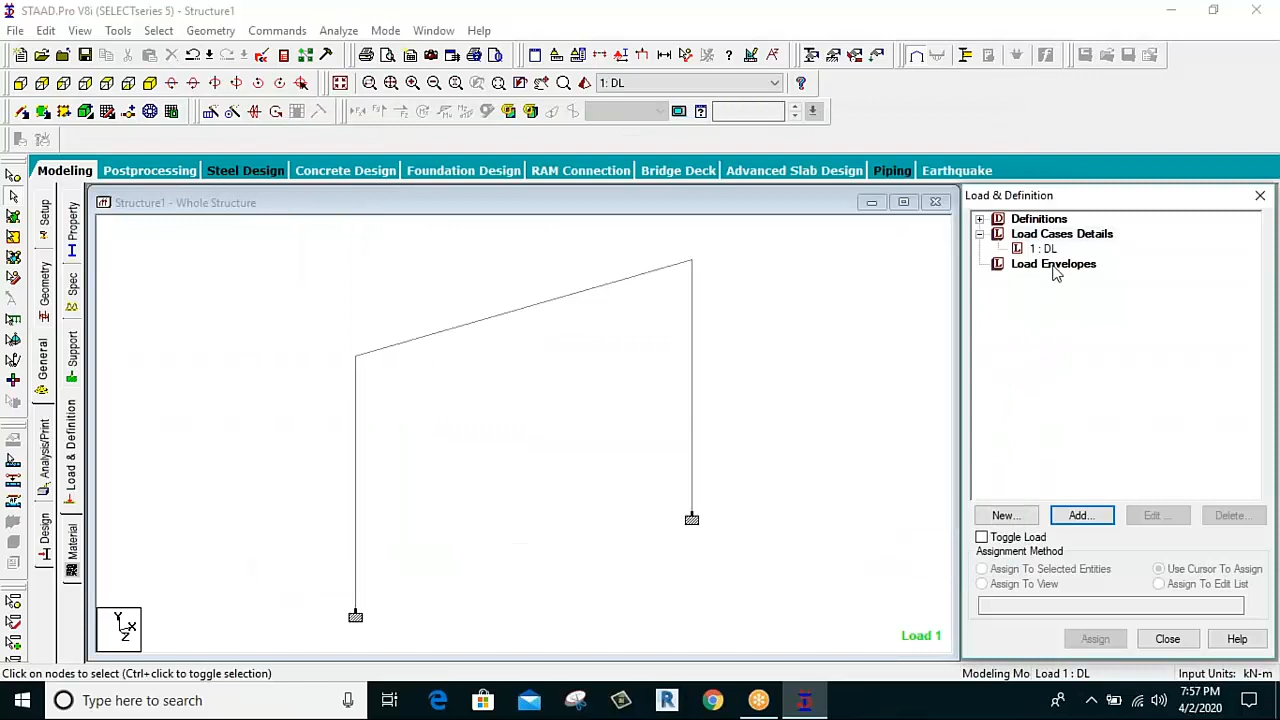 STAAD.Pro V8i (SELECTseries 5) - Structure1
File Edit View Tools Select Geometry Commands Analyze Mode Window Help
1: DL
Modeling Postprocessing Steel Design Concrete Design Foundation Design RAM Connection Bridge Deck Advanced Slab Design Piping Earthquake
Setup
Geometry
General
Analysis/Print
Design
Property
Spec
Support
Load & Definition
Material
Structure1 - Whole Structure
Y
X
Z
Load 1
Load & Definition
Definitions
Load Cases Details
1 : DL
Load Envelopes
New... Add... Edit ... Delete...
Toggle Load
Assignment Method
Assign To Selected Entities Use Cursor To Assign
Assign To View Assign To Edit List
Assign Close Help
Click on nodes to select (Ctrl+click to toggle selection) Modeling Mo Load 1 : DL Input Units: kN-m
Type here to search
7:57 PM
4/2/2020